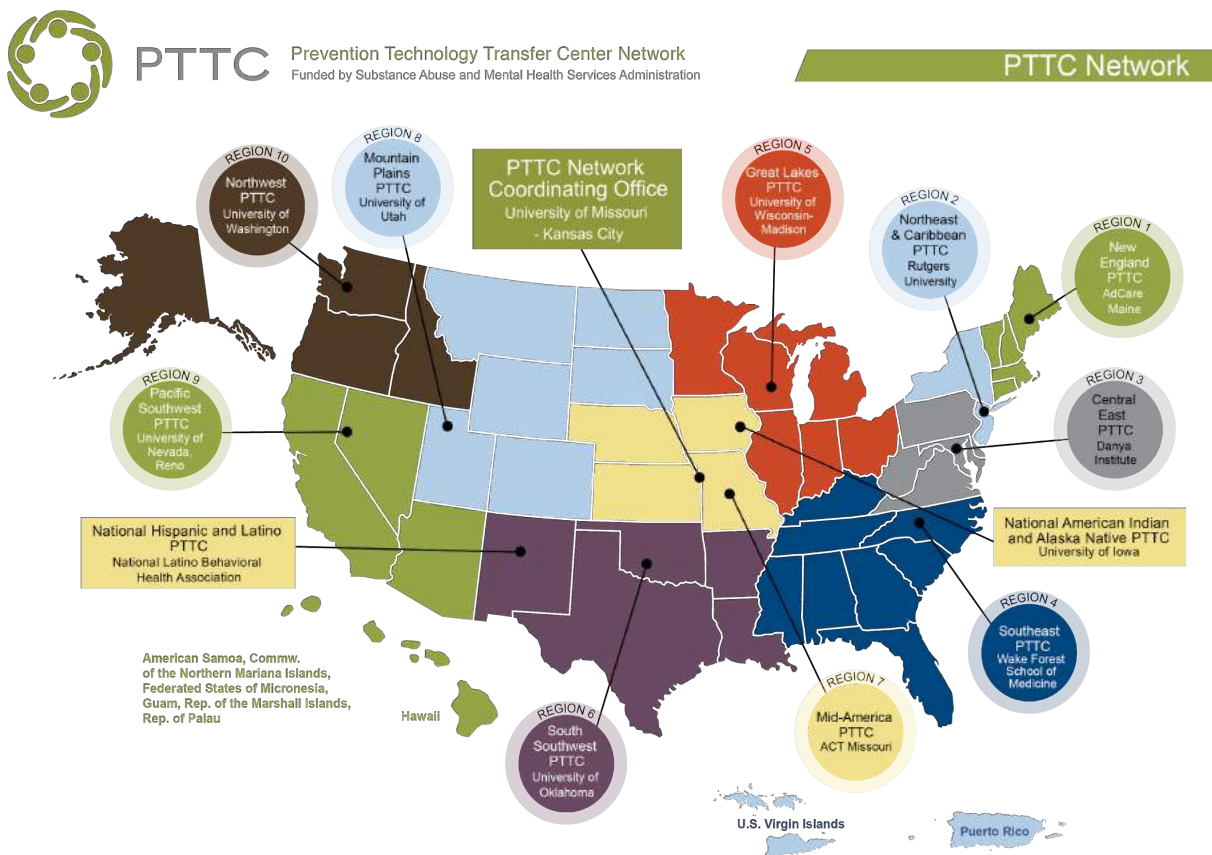 PTTC
Prevention Technology Transfer Center Network
Funded by Substance Abuse and Mental Health Services Administration
PTTC Network
REGION 10
Northwest
PTTC
University of
Washington
REGION 8
Mountain
Plains
PTTC
University of
Utah
PTTC Network
Coordinating Office
University of Missouri
- Kansas City
REGION 5
Great Lakes
PTTC
University of
Wisconsin-
Madison
REGION 2
Northeast
& Caribbean
PTTC
Rutgers
University
REGION 1
New
England
PTTC
AdCare
Maine
REGION 9
Pacific
Southwest
PTTC
University of
Nevada,
Reno
REGION 3
Central
East
PTTC
Danya
Institute
National Hispanic and Latino
PTTC
National Latino Behavioral
Health Association
National American Indian
and Alaska Native PTTC
University of Iowa
REGION 4
Southeast
PTTC
Wake Forest
School of
Medicine
American Samoa, Commw.
of the Northern Mariana Islands,
Federated States of Micronesia,
Guam, Rep. of the Marshall Islands,
Rep. of Palau
Hawaii
REGION 6
South
Southwest
PTTC
University of
Oklahoma
REGION 7
Mid-America
PTTC
ACT Missouri
U.S. Virgin Islands
Puerto Rico